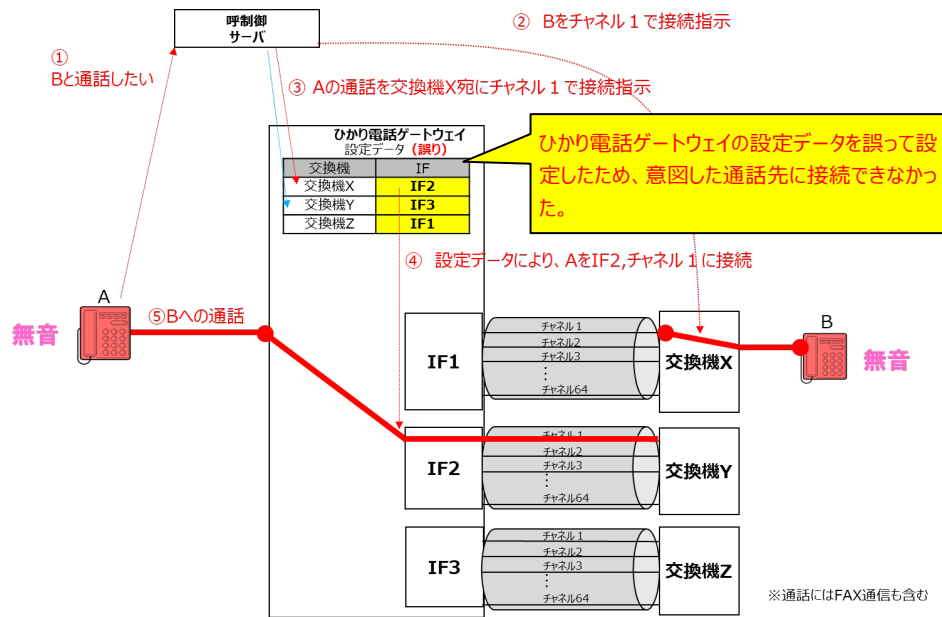 呼制御
サーバ
② Bをチャネル１で接続指示
①
Bと通話したい
③ Aの通話を交換機X宛にチャネル１で接続指示
ひかり電話ゲートウェイ
設定データ（誤り）
交換機 IF
交換機X IF2
交換機Y IF3
交換機Z IF1
ひかり電話ゲートウェイの設定データを誤って設
定したため、意図した通話先に接続できなかっ
た。
④ 設定データにより、AをIF2,チャネル１に接続
A
無音
⑤Bへの通話
B
無音
IF1
チャネル1
チャネル2
チャネル3
：
チャネル64
交換機X
IF2
チャネル1
チャネル2
チャネル3
：
チャネル64
交換機Y
IF3
チャネル1
チャネル2
チャネル3
：
チャネル64
交換機Z
※通話にはFAX通信も含む